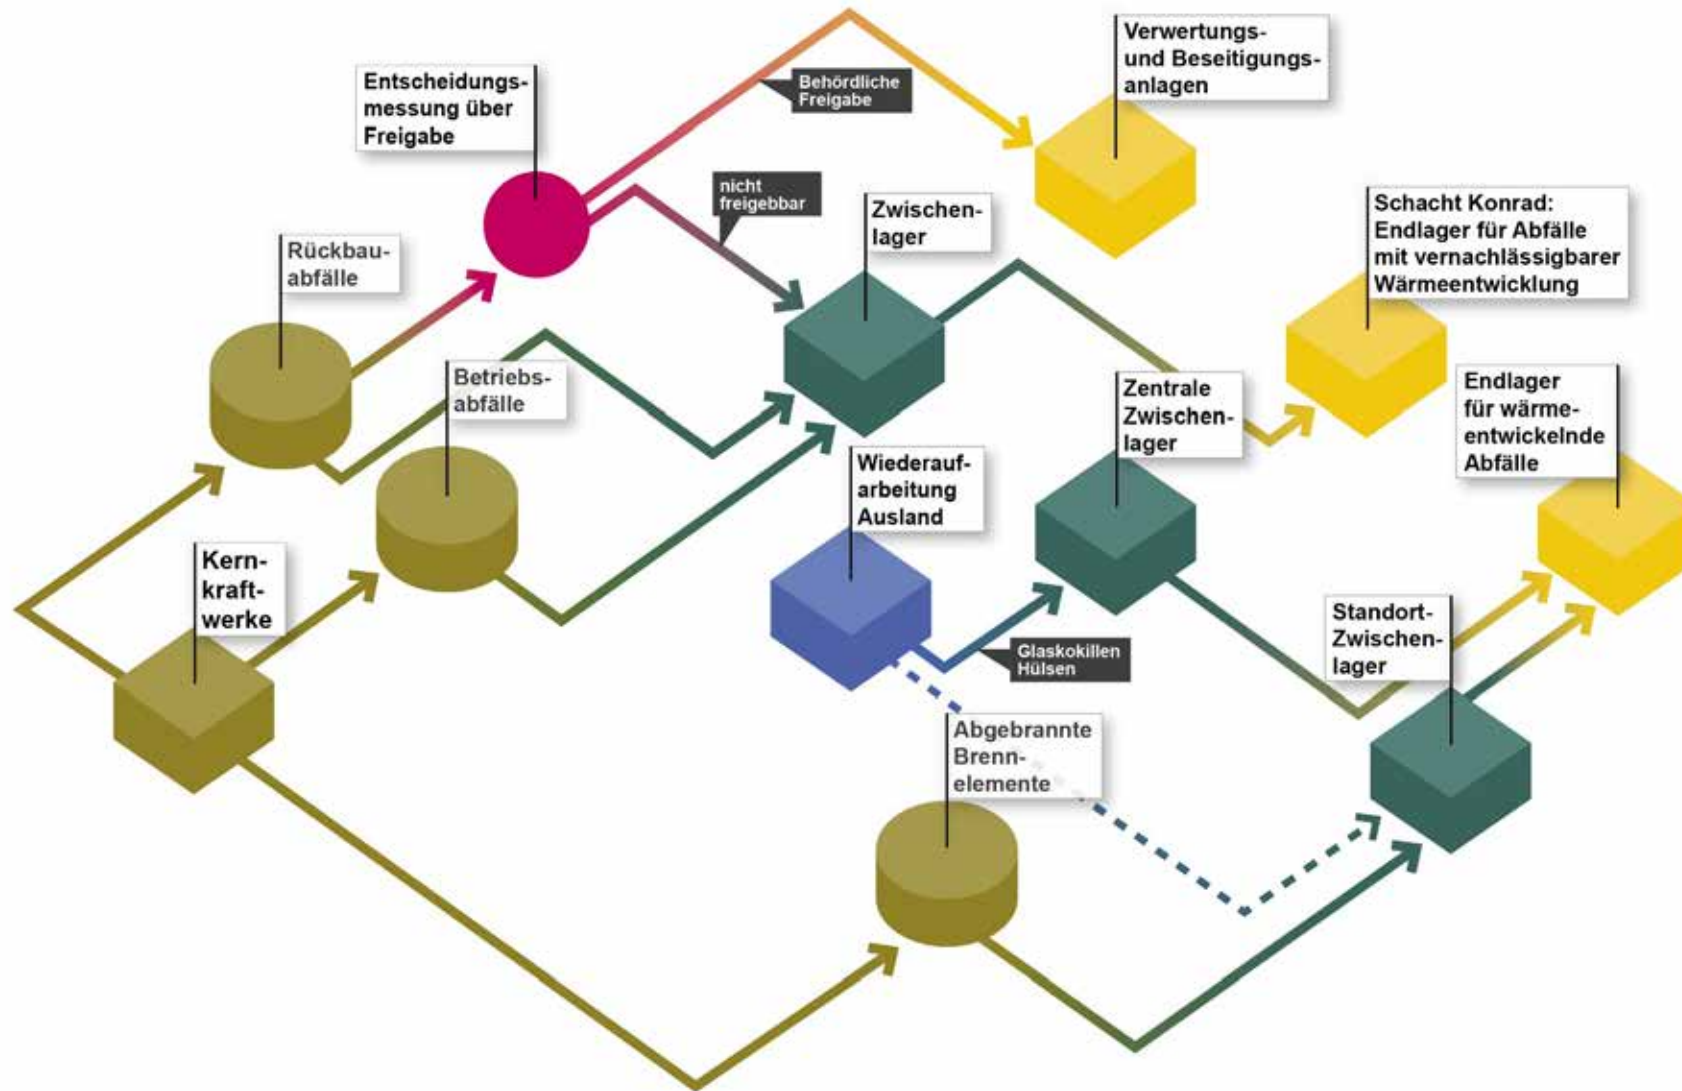 Entscheidungs-
messung über
Freigabe
Behördliche
Freigabe
Verwertungs-
und Beseitigungs-
anlagen
nicht
freigebbar
Zwischen-
lager
Schacht Konrad:
Endlager für Abfälle
mit vernachlässigbarer
Wärmeentwicklung
Rückbau-
abfälle
Betriebs-
abfälle
Zentrale
Zwischen-
lager
Endlager
für wärme-
entwickelnde
Abfälle
Wiederauf-
arbeitung
Ausland
Kern-
kraft-
werke
Glaskokillen
Hülsen
Standort-
Zwischen-
lager
Abgebrannte
Brenn-
elemente